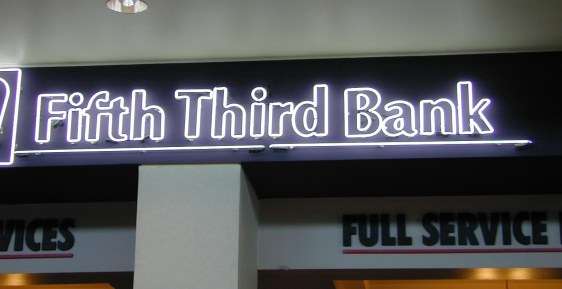 Fifth Third Bank
FULL SERVICE